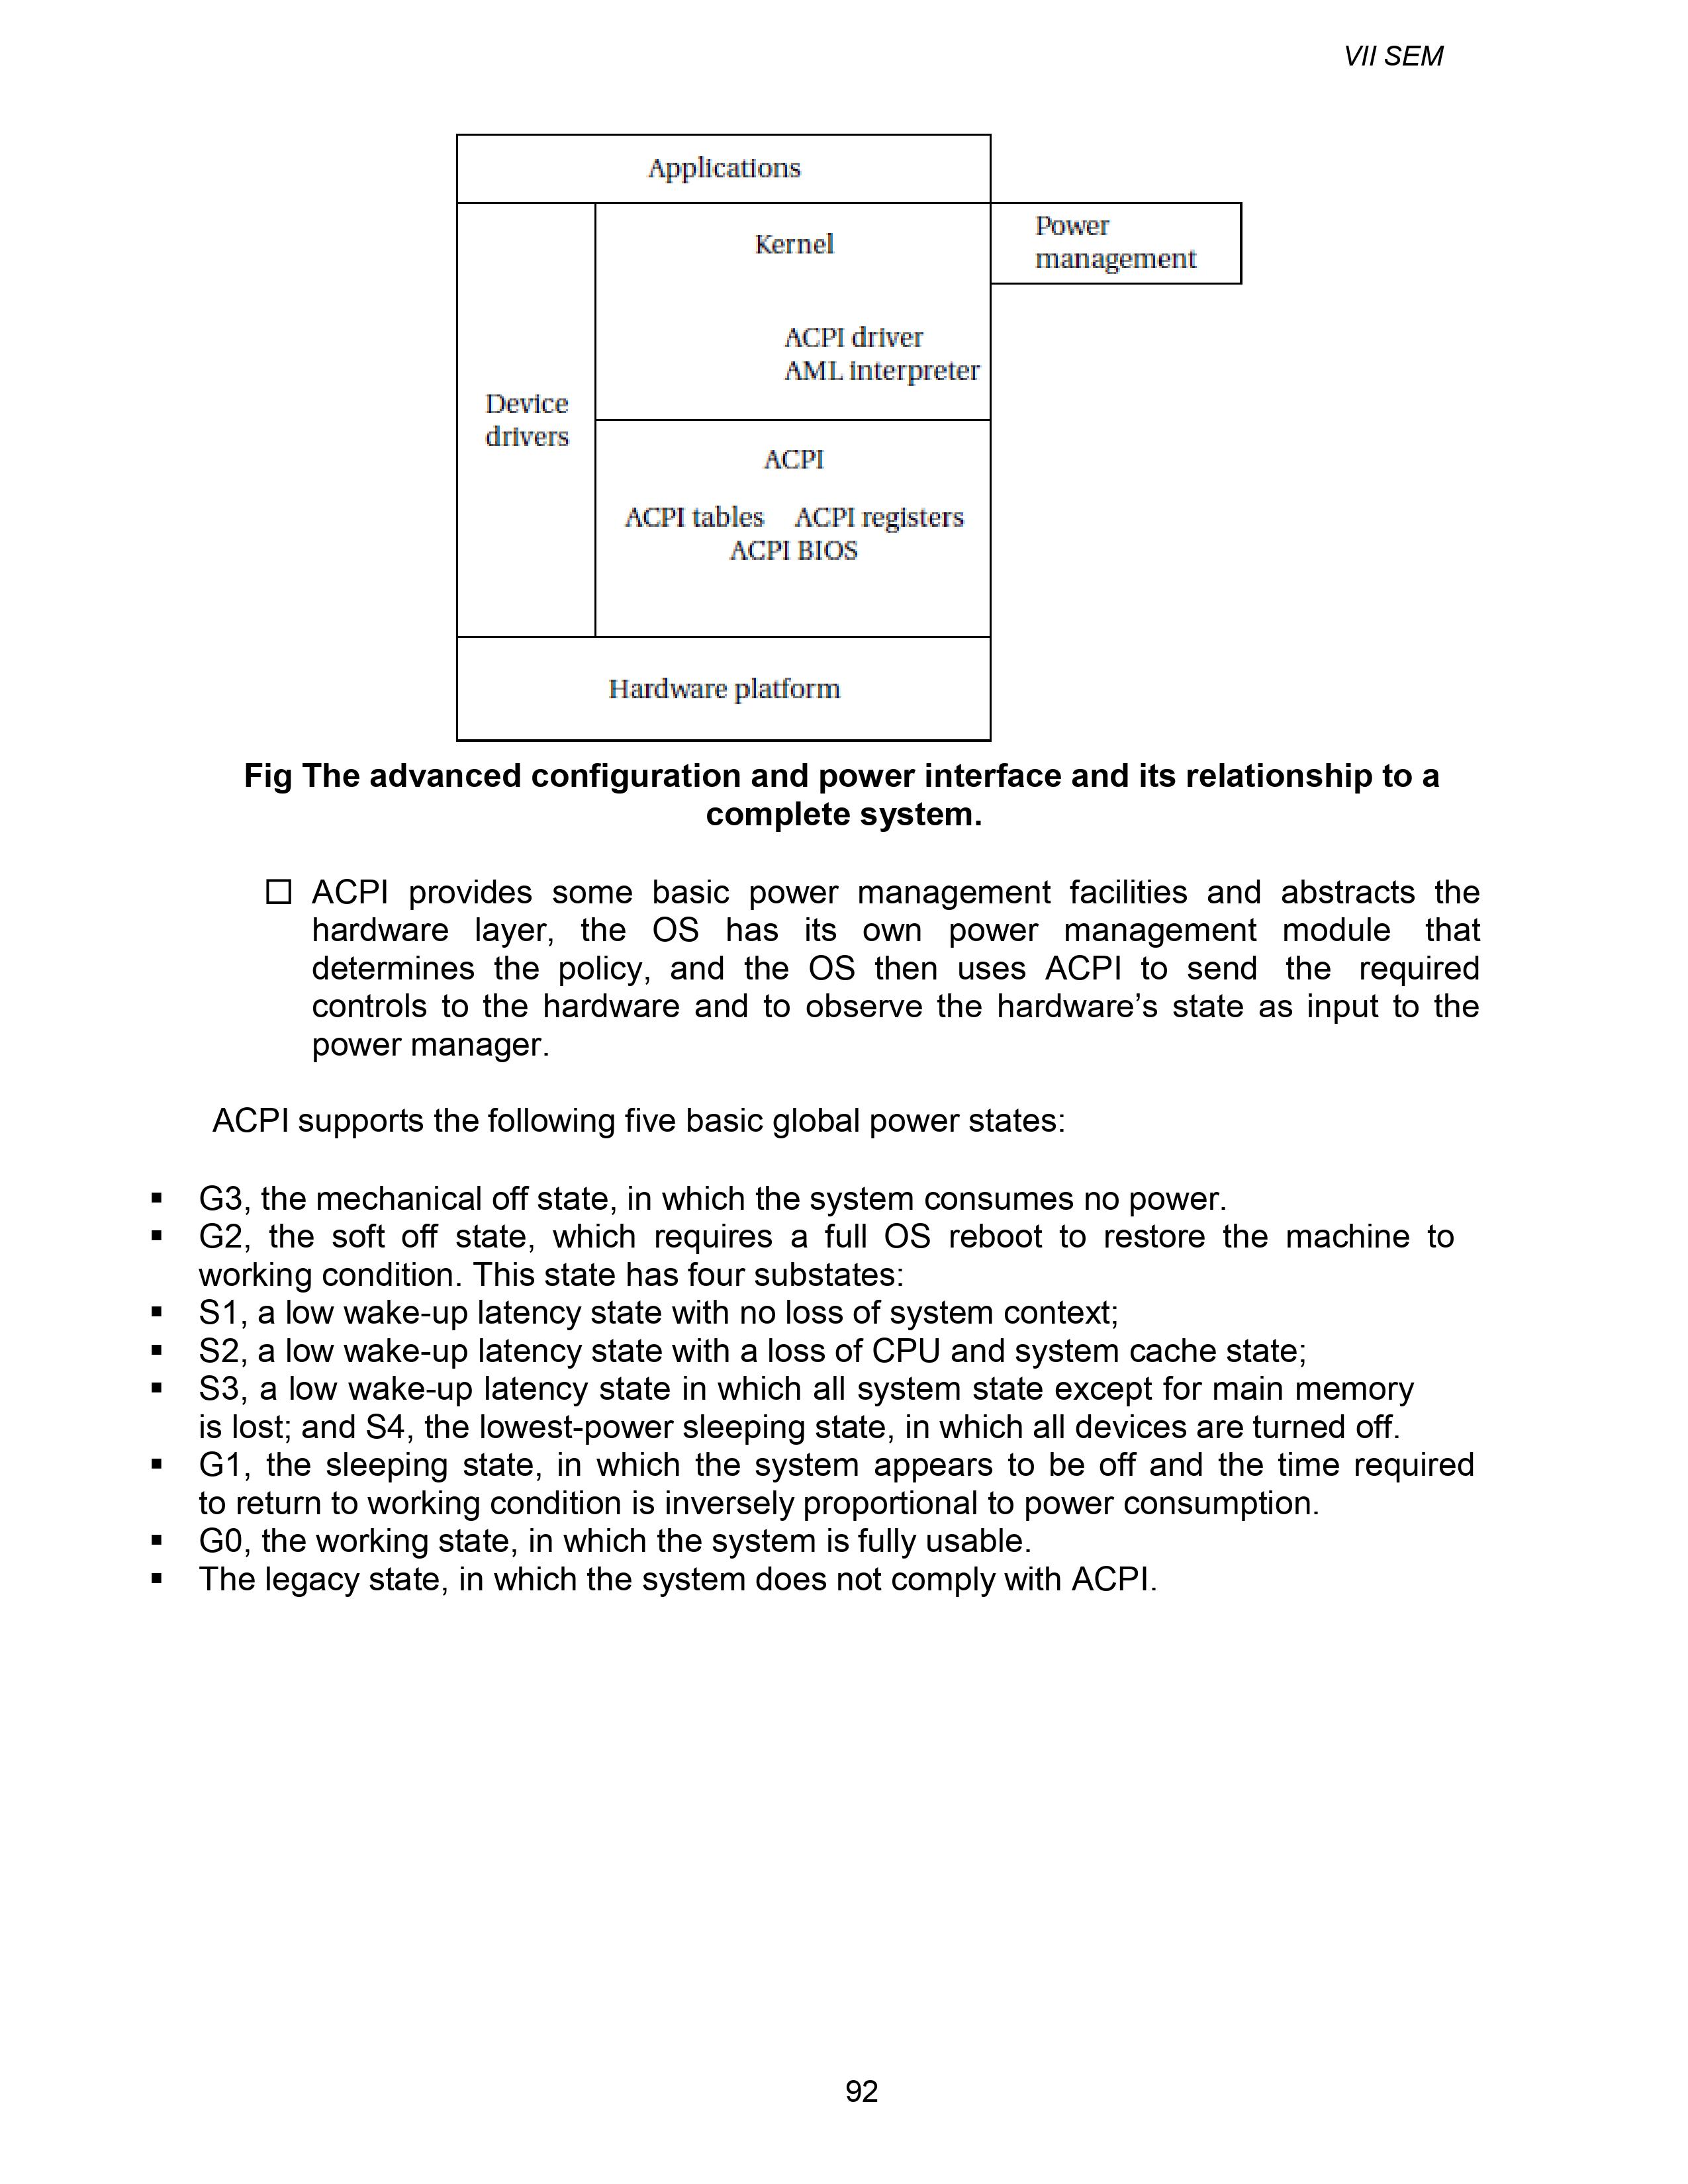 VII SEM
Applications
Power
management
Kernel
ACPI driver
AML interpreter
Device
drivers
ACPI
ACPI tables ACPI registers
ACPI BIOS
Hardware platform
Fig The advanced configuration and power interface and its relationship to a
complete system.
☐ ACPI provides some basic power management facilities and abstracts the
hardware layer, the OS has its own power management module that
determines the policy, and the OS then uses ACPI to send the required
controls to the hardware and to observe the hardware’s state as input to the
power manager.
ACPI supports the following five basic global power states:
▪ G3, the mechanical off state, in which the system consumes no power.
▪ G2, the soft off state, which requires a full OS reboot to restore the machine to
working condition. This state has four substates:
▪ S1, a low wake-up latency state with no loss of system context;
▪ S2, a low wake-up latency state with a loss of CPU and system cache state;
▪ S3, a low wake-up latency state in which all system state except for main memory
is lost; and S4, the lowest-power sleeping state, in which all devices are turned off.
▪ G1, the sleeping state, in which the system appears to be off and the time required
to return to working condition is inversely proportional to power consumption.
▪ G0, the working state, in which the system is fully usable.
▪ The legacy state, in which the system does not comply with ACPI.
92